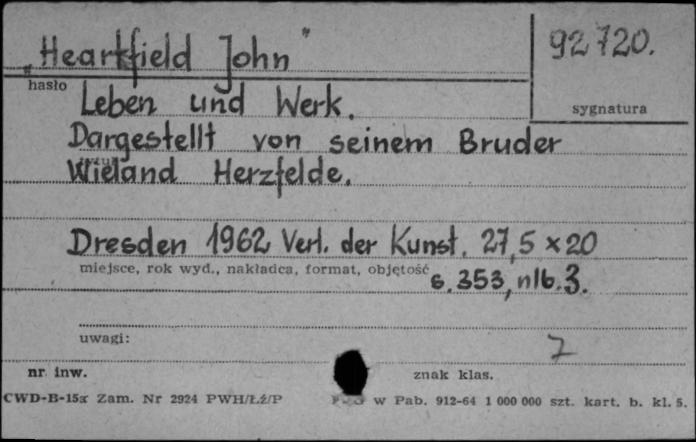 „Heartfield John"
92720.
hasło
sygnatura
Leben und Werk.
Dargestellt von seinem Bruder
Wieland Herzfelde.
Dresden 1962 Verl. der Kunst. 27,5 × 20
miejsce, rok wyd., nakładca, format, objętość
s. 353, nlb. 3.
uwagi:
7
nr inw.
znak klas.
CWD-B-15a Zam. Nr 2924 PWH/Łź/P
w Pab. 912-64 1 000 000 szt. kart. b. kl. 5.